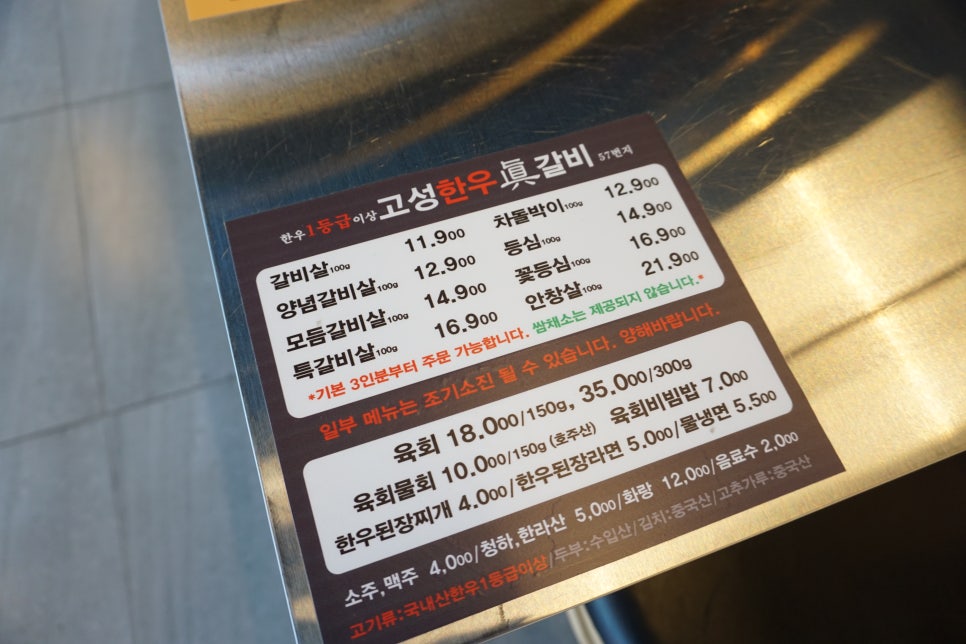 한우1등급이상 고성한우眞갈비 57번지
갈비살100g 11.900
양념갈비살100g 12.900
모듬갈비살100g 14.900
특갈비살100g 16.900
차돌박이100g 12.900
등심100g 14.900
꽃등심100g 16.900
안창살100g 21.900
*기본 3인분부터 주문 가능합니다. 쌈채소는 제공되지 않습니다.*
일부 메뉴는 조기소진 될 수 있습니다. 양해바랍니다.
육회 18.000/150g, 35.000/300g
육회물회 10.000/150g (호주산) 육회비빔밥 7.000
한우된장찌개 4.000/한우된장라면 5.000/물냉면 5.500
소주,맥주 4,000/청하,한라산 5,000/화랑 12,000/음료수 2,000
고기류:국내산한우1등급이상/두부:수입산/김치:중국산/고추가루:중국산